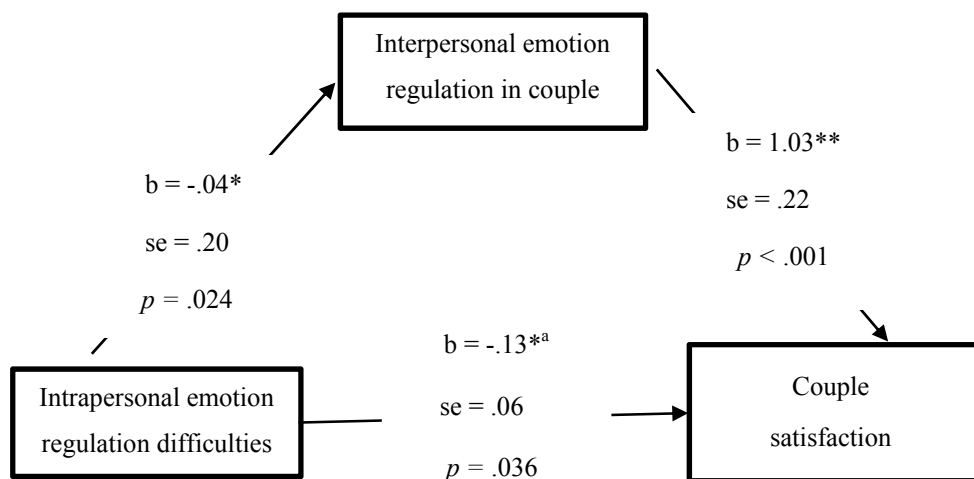 Interpersonal emotion
regulation in couple
b = -.04*
se = .20
p = .024
b = 1.03**
se = .22
p < .001
b = -.13*ᵃ
se = .06
p = .036
Intrapersonal emotion
regulation difficulties
Couple
satisfaction